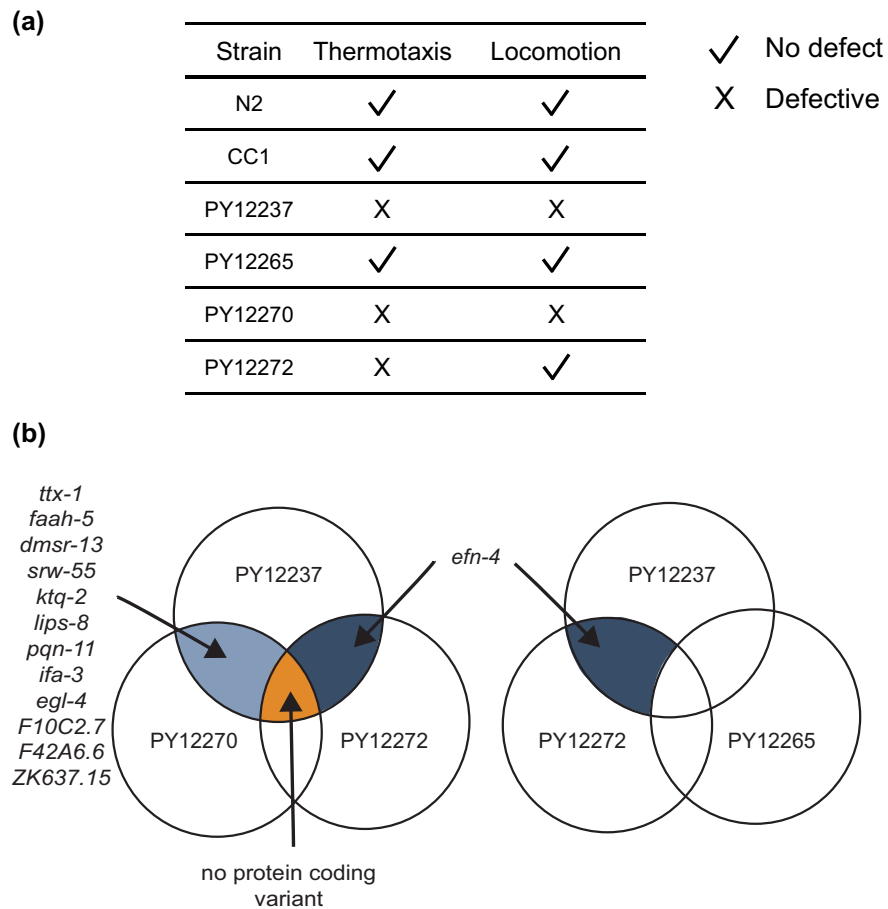 (a)
Strain Thermotaxis Locomotion
N2 ✓ ✓
CC1 ✓ ✓
PY12237 X X
PY12265 ✓ ✓
PY12270 X X
PY12272 X ✓
✓ No defect
X Defective
(b)
ttx-1
faah-5
dmsr-13
srw-55
ktq-2
lips-8
pqn-11
ifa-3
egl-4
F10C2.7
F42A6.6
ZK637.15
PY12237
PY12270
PY12272
no protein coding
variant
efn-4
PY12237
PY12272
PY12265